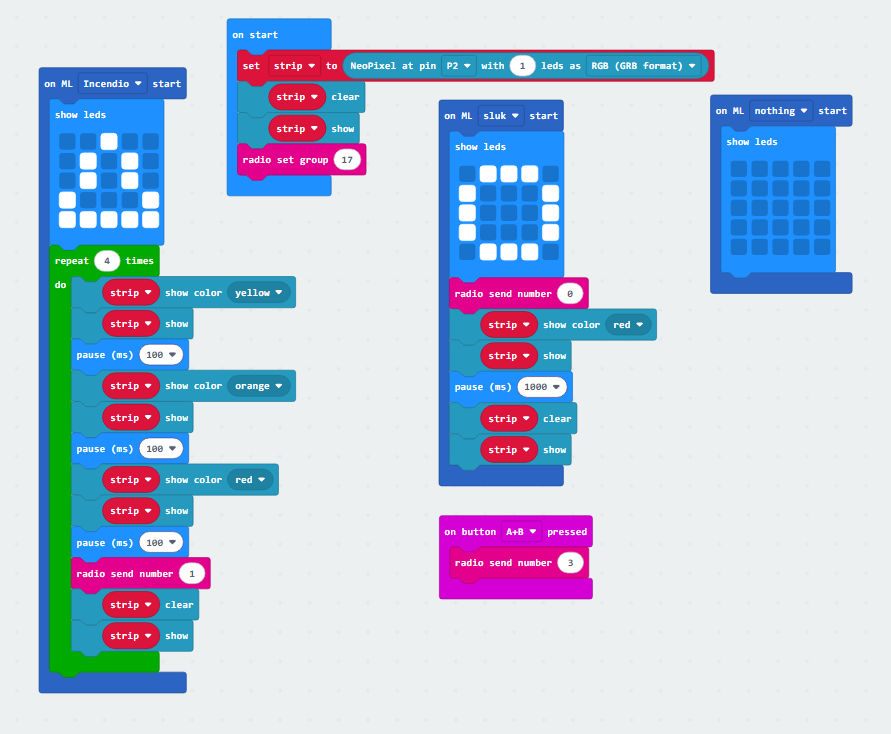 on start
set strip to NeoPixel at pin P2 with 1 leds as RGB (GRB format)
strip clear
strip show
radio set group 17
on ML Incendio start
show leds
repeat 4 times
do
strip show color yellow
strip show
pause (ms) 100
strip show color orange
strip show
pause (ms) 100
strip show color red
strip show
pause (ms) 100
radio send number 1
strip clear
strip show
on ML sluk start
show leds
radio send number 0
strip show color red
strip show
pause (ms) 1000
strip clear
strip show
on button A+B pressed
radio send number 3
on ML nothing start
show leds